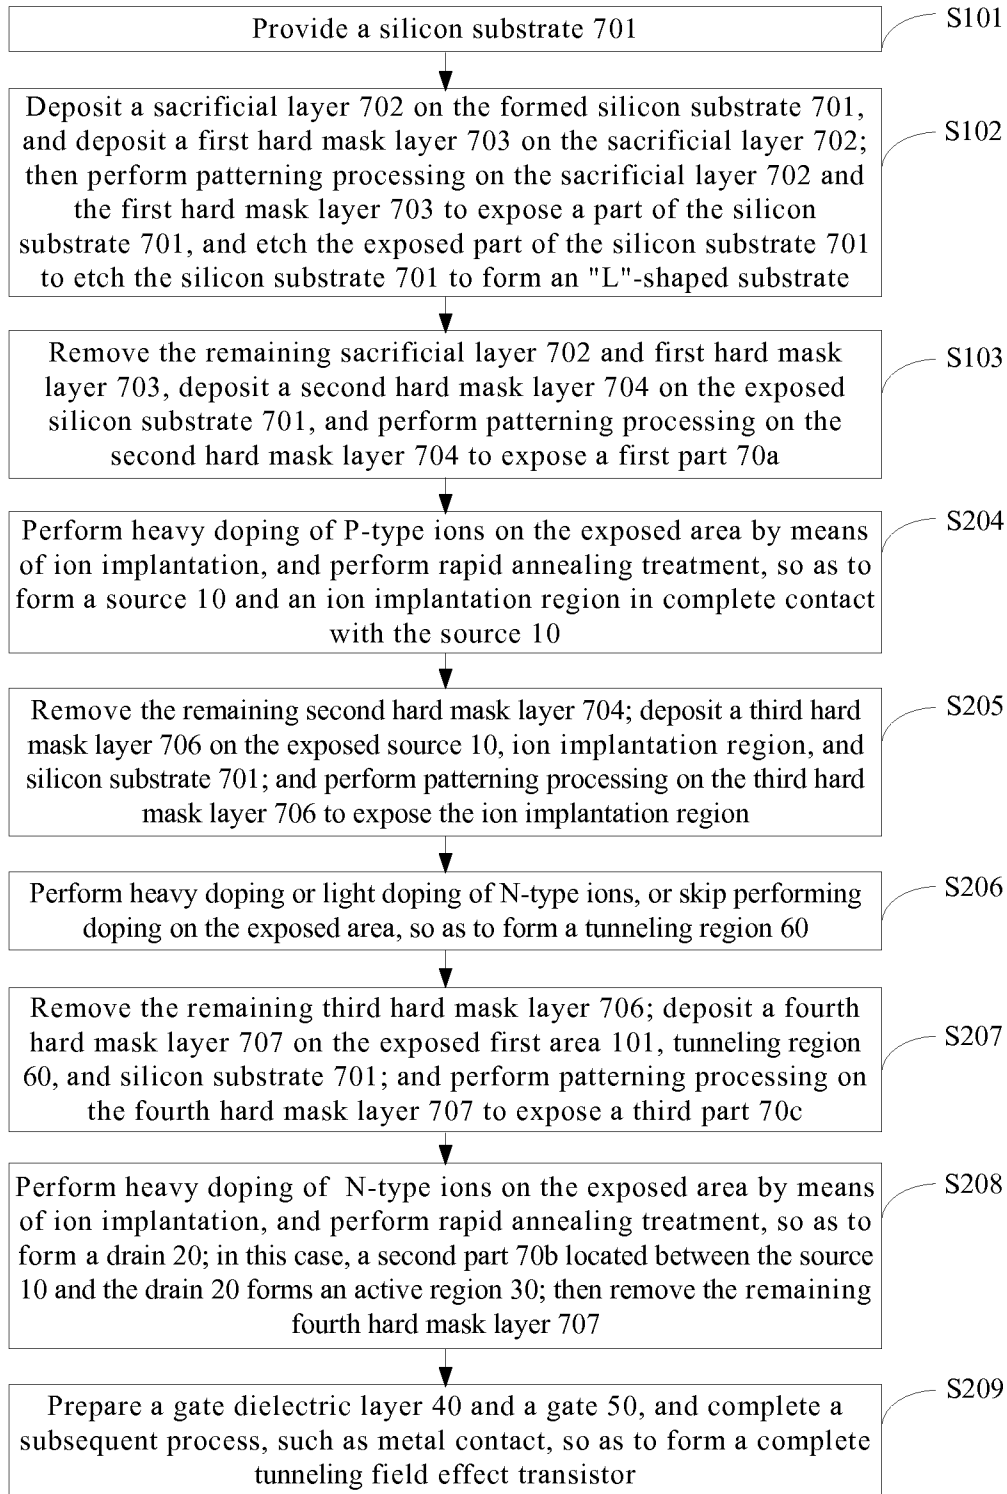 Provide a silicon substrate 701
S101
Deposit a sacrificial layer 702 on the formed silicon substrate 701,
and deposit a first hard mask layer 703 on the sacrificial layer 702;
then perform patterning processing on the sacrificial layer 702 and
the first hard mask layer 703 to expose a part of the silicon
substrate 701, and etch the exposed part of the silicon substrate 701
to etch the silicon substrate 701 to form an "L"-shaped substrate
S102
Remove the remaining sacrificial layer 702 and first hard mask
layer 703, deposit a second hard mask layer 704 on the exposed
silicon substrate 701, and perform patterning processing on the
second hard mask layer 704 to expose a first part 70a
S103
Perform heavy doping of P-type ions on the exposed area by means
of ion implantation, and perform rapid annealing treatment, so as to
form a source 10 and an ion implantation region in complete contact
with the source 10
S204
Remove the remaining second hard mask layer 704; deposit a third hard
mask layer 706 on the exposed source 10, ion implantation region, and
silicon substrate 701; and perform patterning processing on the third hard
mask layer 706 to expose the ion implantation region
S205
Perform heavy doping or light doping of N-type ions, or skip performing
doping on the exposed area, so as to form a tunneling region 60
S206
Remove the remaining third hard mask layer 706; deposit a fourth
hard mask layer 707 on the exposed first area 101, tunneling region
60, and silicon substrate 701; and perform patterning processing on
the fourth hard mask layer 707 to expose a third part 70c
S207
Perform heavy doping of N-type ions on the exposed area by means
of ion implantation, and perform rapid annealing treatment, so as to
form a drain 20; in this case, a second part 70b located between the source
10 and the drain 20 forms an active region 30; then remove the remaining
fourth hard mask layer 707
S208
Prepare a gate dielectric layer 40 and a gate 50, and complete a
subsequent process, such as metal contact, so as to form a complete
tunneling field effect transistor
S209